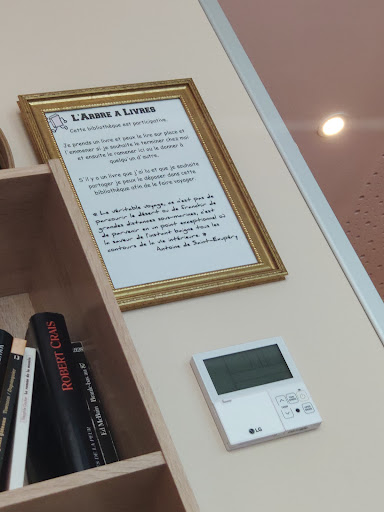 L'ARBRE A LIVRES
Cette bibliothèque est participative.
Je prends un livre et peux le lire sur place et
l'emmener si je souhaite le terminer chez moi
et ensuite le ramener ici ou le donner à
quelqu'un d'autre.
S'il y a un livre que j'ai lu et que je souhaite
partager je peux le déposer dans cette
bibliothèque afin de le faire voyager
« La véritable voyage, ce n'est pas de
parcourir le désert ou de franchir de
grandes distances sous-marines, c'est
de parvenir en un point exceptionnel où
la saveur de l'instant baigne tous les
contours de la vie intérieure »
Antoine de Saint-Exupéry
ROBERT CRAIS
Ed McBain
LG